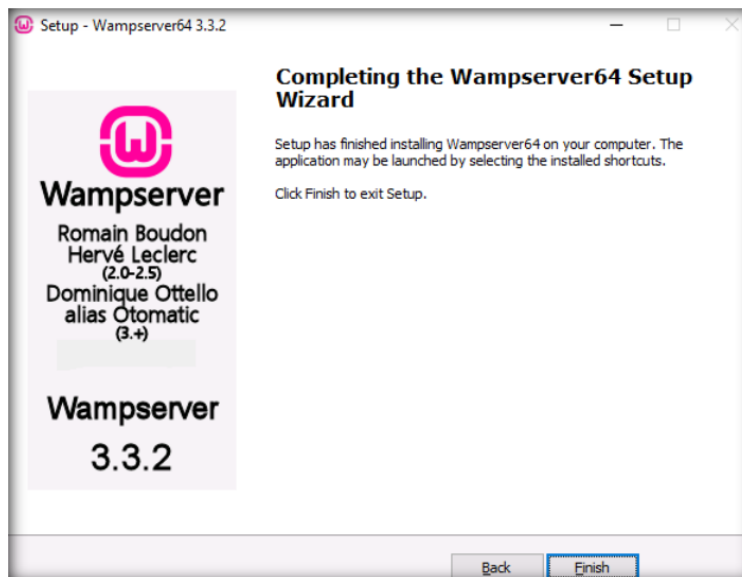 Setup - Wampserver64 3.3.2
Completing the Wampserver64 Setup
Wizard
Setup has finished installing Wampserver64 on your computer. The
application may be launched by selecting the installed shortcuts.
Click Finish to exit Setup.
Wampserver
Romain Boudon
Hervé Leclerc
(2.0-2.5)
Dominique Ottello
alias Otomatic
(3.+)
Wampserver
3.3.2
Back
Finish